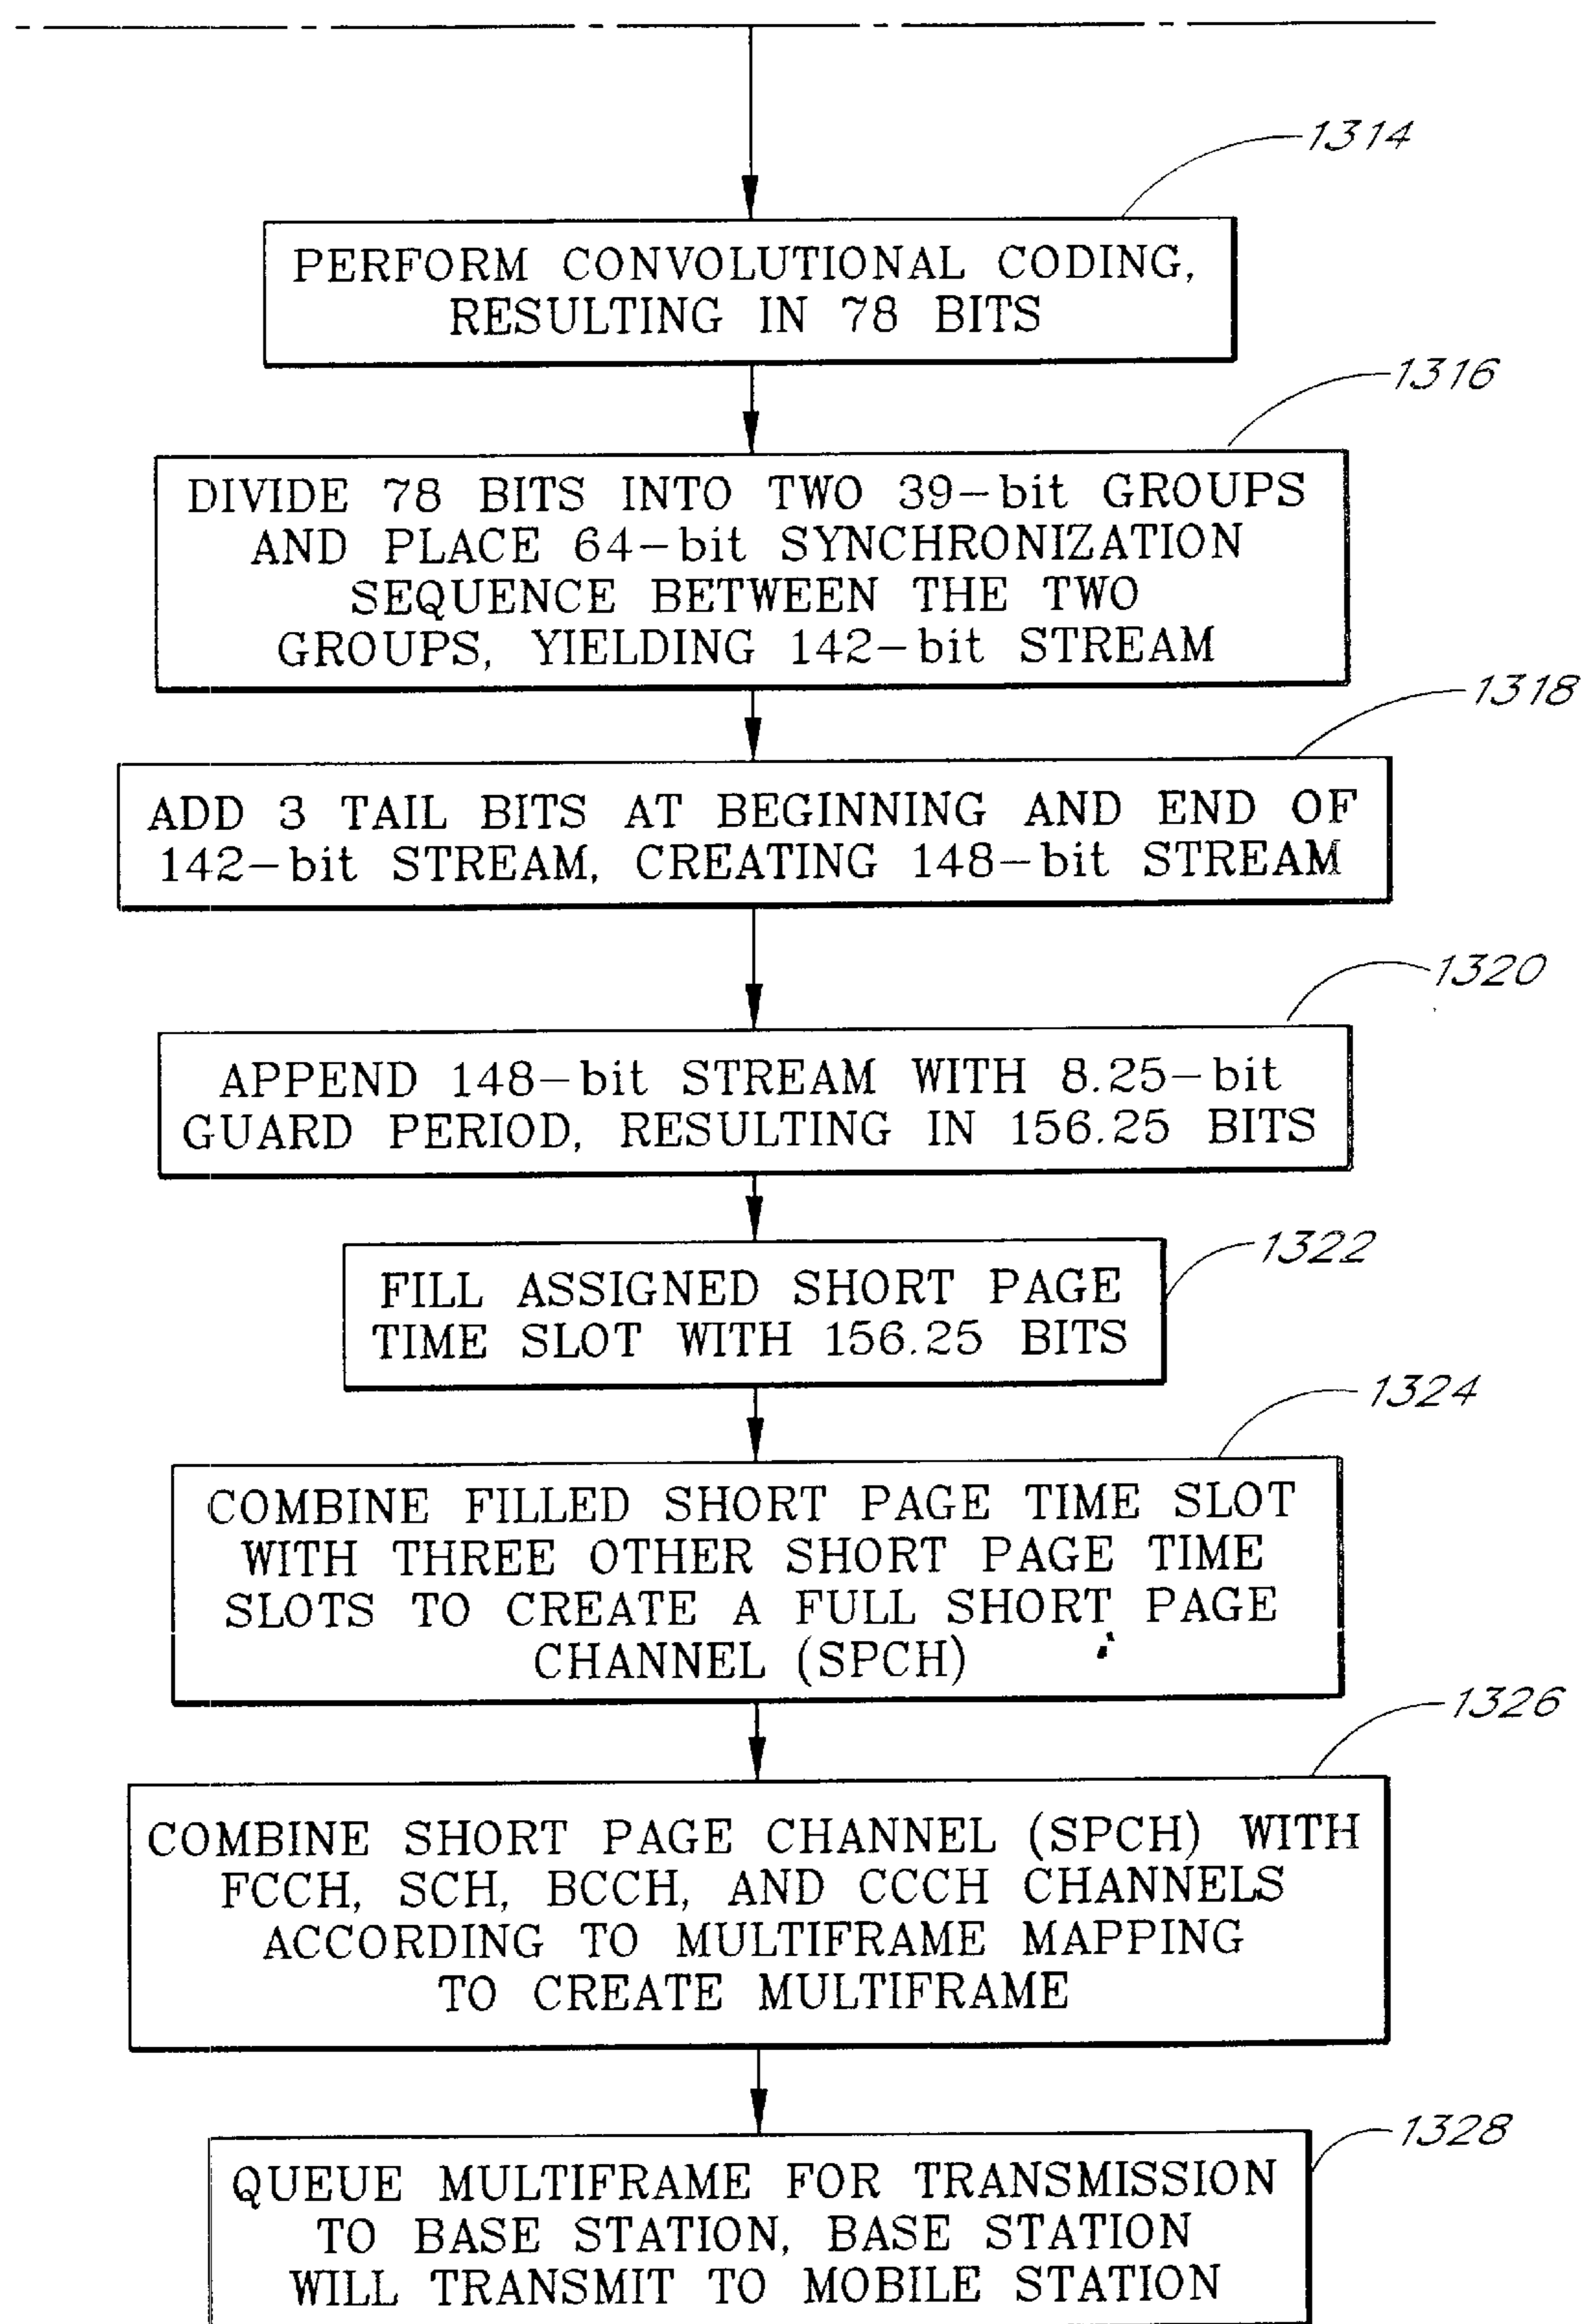 1314
PERFORM CONVOLUTIONAL CODING,
RESULTING IN 78 BITS
1316
DIVIDE 78 BITS INTO TWO 39-bit GROUPS
AND PLACE 64-bit SYNCHRONIZATION
SEQUENCE BETWEEN THE TWO
GROUPS, YIELDING 142-bit STREAM
1318
ADD 3 TAIL BITS AT BEGINNING AND END OF
142-bit STREAM, CREATING 148-bit STREAM
1320
APPEND 148-bit STREAM WITH 8.25-bit
GUARD PERIOD, RESULTING IN 156.25 BITS
1322
FILL ASSIGNED SHORT PAGE
TIME SLOT WITH 156.25 BITS
1324
COMBINE FILLED SHORT PAGE TIME SLOT
WITH THREE OTHER SHORT PAGE TIME
SLOTS TO CREATE A FULL SHORT PAGE
CHANNEL (SPCH)
1326
COMBINE SHORT PAGE CHANNEL (SPCH) WITH
FCCH, SCH, BCCH, AND CCCH CHANNELS
ACCORDING TO MULTIFRAME MAPPING
TO CREATE MULTIFRAME
1328
QUEUE MULTIFRAME FOR TRANSMISSION
TO BASE STATION, BASE STATION
WILL TRANSMIT TO MOBILE STATION